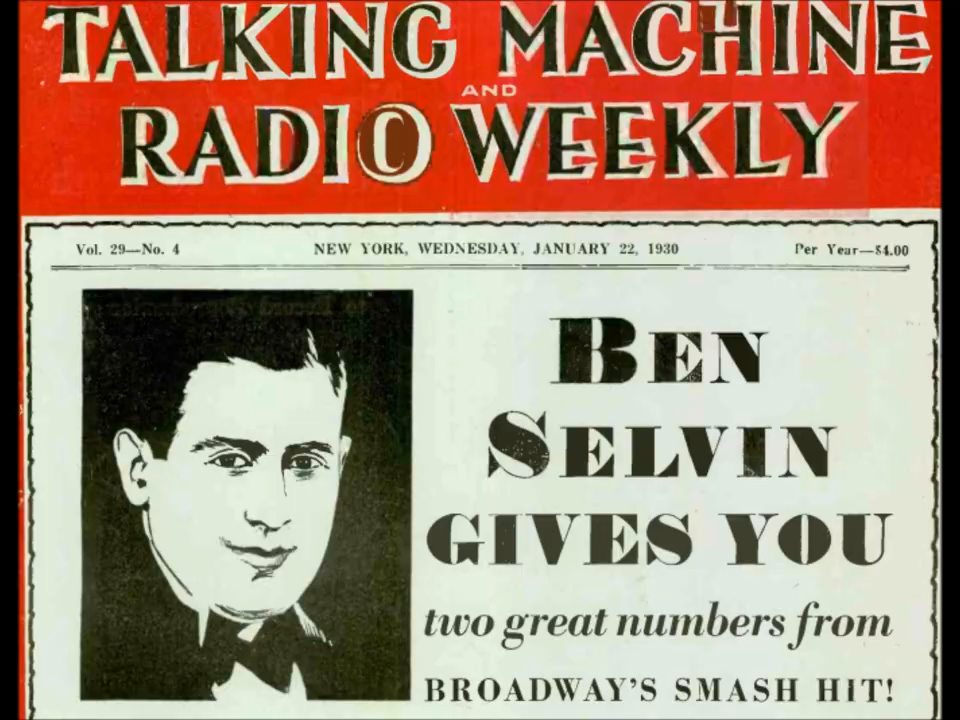 TALKING MACHINE
AND
RADIO WEEKLY
Vol. 29—No. 4 NEW YORK, WEDNESDAY, JANUARY 22, 1930 Per Year—$4.00
BEN
SELVIN
GIVES YOU
two great numbers from
BROADWAY'S SMASH HIT!